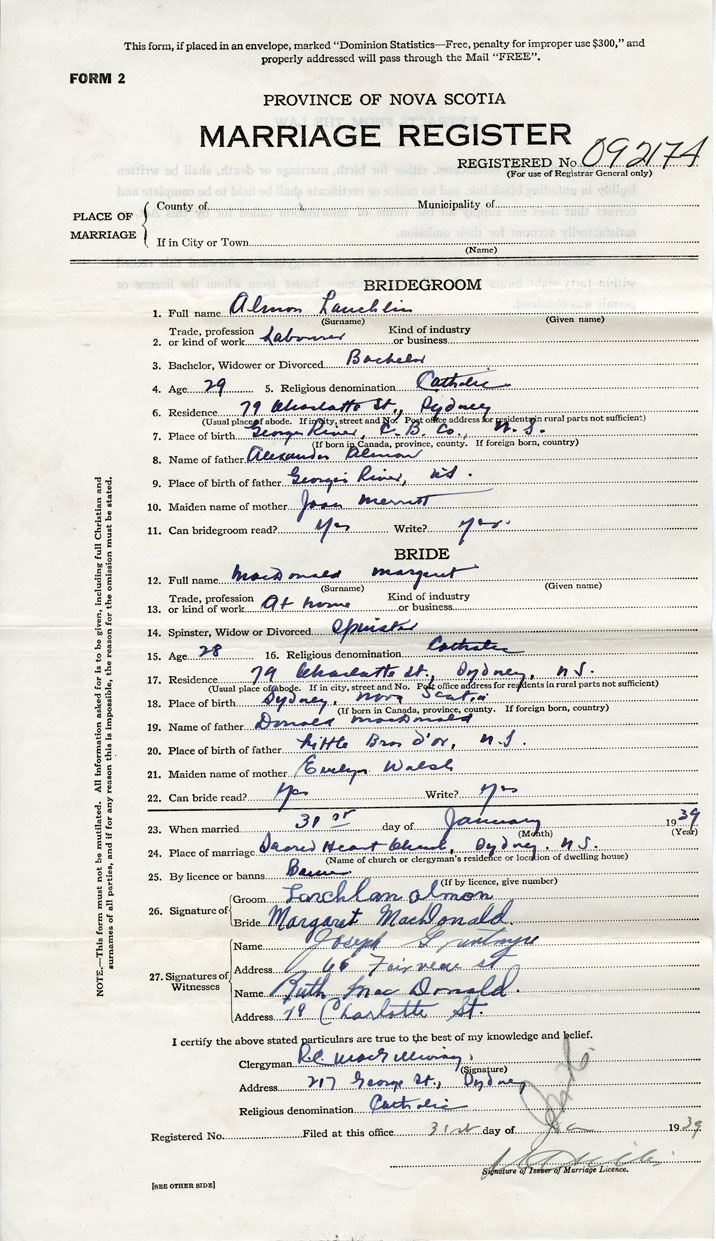 This form, if placed in an envelope, marked "Dominion Statistics—Free, penalty for improper use $300," and
properly addressed will pass through the Mail "FREE".
FORM 2
PROVINCE OF NOVA SCOTIA
MARRIAGE REGISTER
REGISTERED No. 092174
(For use of Registrar General only)
PLACE OF MARRIAGE
County of Municipality of
If in City or Town
(Name)
BRIDEGROOM
1. Full name Almon Lauchlin
(Surname) (Given name)
2. Trade, profession or kind of work Labourer Kind of industry or business
3. Bachelor, Widower or Divorced Bachelor
4. Age 29 5. Religious denomination Catholic
6. Residence 79 Charlotte St., Sydney
(Usual place of abode. If in city, street and No. Post office address for residents in rural parts not sufficient)
7. Place of birth Georges River, C. B. Co., N. S.
(If born in Canada, province, county. If foreign born, country)
8. Name of father Alexander Almon
9. Place of birth of father Georges River, N.S.
10. Maiden name of mother Joan Merritt
11. Can bridegroom read? Yes Write? Yes.
BRIDE
12. Full name MacDonald Margaret
(Surname) (Given name)
13. Trade, profession or kind of work At home Kind of industry or business
14. Spinster, Widow or Divorced Spinster
15. Age 28 16. Religious denomination Catholic
17. Residence 79 Charlotte St., Sydney, N.S.
(Usual place of abode. If in city, street and No. Post office address for residents in rural parts not sufficient)
18. Place of birth Sydney, Nova Scotia
(If born in Canada, province, county. If foreign born, country)
19. Name of father Donald MacDonald
20. Place of birth of father Little Bras d'or, N.S.
21. Maiden name of mother Evelyn Walsh
22. Can bride read? Yes Write? Yes
23. When married 31st day of January 1939
(Month) (Year)
24. Place of marriage Sacred Heart Church, Sydney, N.S.
(Name of church or clergyman's residence or location of dwelling house)
25. By licence or banns Banns
(If by licence, give number)
26. Signature of
Groom Lorchlan almon
Bride Margaret MacDonald
27. Signatures of Witnesses
Name Joseph
Address 66 St
Name Ruth MacDonald.
Address 79 Charlotte St.
I certify the above stated particulars are true to the best of my knowledge and belief.
Clergyman R.C. MacGillivray,
(Signature)
Address 217 George St., Sydney
Religious denomination Catholic
Registered No. Filed at this office 31st day of Jan 1939
Signature of Issuer of Marriage Licence.
[SEE OTHER SIDE]
NOTE.—This form must not be mutilated. All Information asked for is to be given, including full Christian and
surnames of all parties, and if for any reason this is impossible, the reason for the omission must be stated.